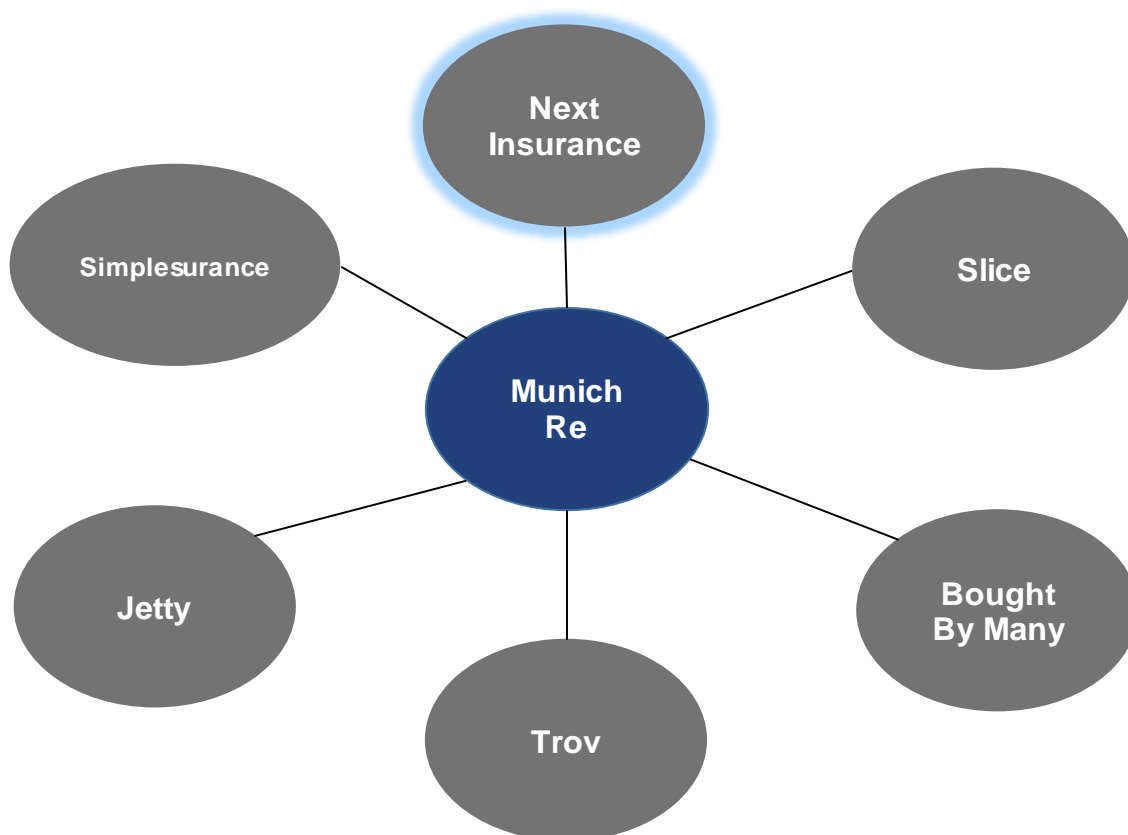 Next
Insurance
Simplesurance
Slice
Munich
Re
Jetty
Bought
By Many
Trov